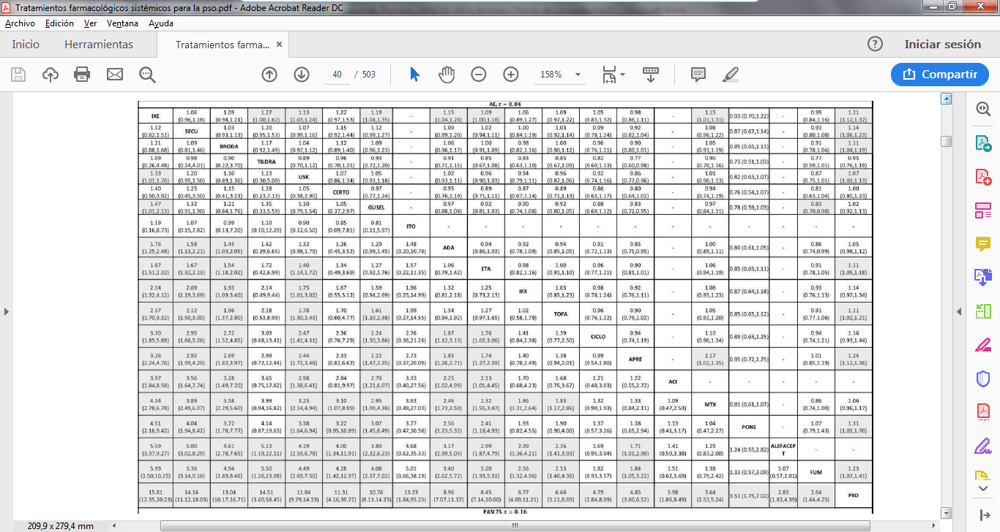 Tratamientos farmacológicos sistémicos para la pso.pdf - Adobe Acrobat Reader DC
Archivo Edición Ver Ventana Ayuda
Inicio Herramientas Tratamientos farma... × Iniciar sesión
40 / 503 158% Compartir
AE, r = 0.04
IXE 1.06 (0.96,1.18) 1.09 (0.98,1.21) 1.27 (1.00,1.62) 1.13 (1.03,1.24) 1.22 (0.97,1.53) 1.19 (1.04,1.35) - 1.15 (1.04,1.28) 1.09 (1.00,1.18) 1.06 (0.89,1.27) 1.09 (0.97,1.22) 1.05 (0.83,1.32) 0.98 (0.86,1.11) - 1.15 (1.01,1.31) 0.93 (0.70,1.22) - 0.99 (0.84,1.16) 1.21 (1.12,1.32)
1.12 (0.82,1.51) SECU 1.03 (0.93,1.13) 1.20 (0.95,1.53) 1.07 (0.99,1.16) 1.15 (0.92,1.44) 1.12 (0.99,1.27) - 1.09 (0.99,1.20) 1.02 (0.94,1.11) 1.00 (0.84,1.19) 1.03 (0.92,1.14) 0.99 (0.78,1.24) 0.92 (0.82,1.04) - 1.08 (0.96,1.22) 0.87 (0.67,1.14) - 0.93 (0.80,1.08) 1.14 (1.06,1.23)
1.21 (0.88,1.68) 1.09 (0.81,1.46) BRODA 1.17 (0.92,1.49) 1.04 (0.97,1.12) 1.12 (0.89,1.40) 1.09 (0.96,1.23) - 1.06 (0.96,1.17) 1.00 (0.91,1.09) 0.98 (0.82,1.16) 1.00 (0.90,1.12) 0.96 (0.76,1.21) 0.90 (0.80,1.01) - 1.05 (0.93,1.19) 0.85 (0.65,1.11) - 0.91 (0.78,1.06) 1.11 (1.04,1.19)
1.09 (0.26,4.48) 0.98 (0.24,4.01) 0.90 (0.22,3.70) TILDRA 0.89 (0.70,1.12) 0.96 (0.70,1.31) 0.93 (0.72,1.20) - 0.91 (0.71,1.15) 0.85 (0.67,1.08) 0.83 (0.63,1.10) 0.85 (0.67,1.09) 0.82 (0.60,1.13) 0.77 (0.60,0.98) - 0.90 (0.70,1.16) 0.73 (0.51,1.03) - 0.77 (0.59,1.01) 0.95 (0.76,1.19)
1.33 (1.01,1.76) 1.20 (0.95,1.50) 1.10 (0.89,1.36) 1.23 (0.30,5.00) USK 1.07 (0.86,1.34) 1.05 (0.93,1.18) - 1.02 (0.93,1.11) 0.96 (0.90,1.03) 0.94 (0.79,1.11) 0.96 (0.87,1.06) 0.92 (0.74,1.16) 0.86 (0.77,0.96) - 1.01 (0.90,1.13) 0.82 (0.63,1.07) - 0.87 (0.75,1.01) 1.07 (1.01,1.13)
1.40 (0.50,3.92) 1.25 (0.45,3.50) 1.15 (0.41,3.23) 1.28 (0.23,7.13) 1.05 (0.38,2.90) CERTO 0.97 (0.77,1.24) - 0.95 (0.76,1.19) 0.89 (0.71,1.11) 0.87 (0.67,1.14) 0.89 (0.71,1.13) 0.86 (0.63,1.17) 0.80 (0.64,1.02) - 0.94 (0.74,1.19) 0.76 (0.54,1.07) - 0.81 (0.63,1.04) 1.00 (0.80,1.23)
1.47 (1.01,2.13) 1.32 (0.91,1.90) 1.21 (0.84,1.76) 1.35 (0.33,5.59) 1.10 (0.79,1.54) 1.05 (0.37,2.97) GUSEL - 0.97 (0.88,1.08) 0.92 (0.81,1.03) 0.90 (0.74,1.08) 0.92 (0.80,1.05) 0.88 (0.69,1.12) 0.83 (0.72,0.95) - 0.97 (0.84,1.11) 0.78 (0.59,1.03) - 0.83 (0.70,0.98) 1.02 (0.92,1.13)
1.19 (0.16,8.73) 1.07 (0.15,7.82) 0.99 (0.13,7.20) 1.10 (0.10,12.29) 0.90 (0.12,6.50) 0.85 (0.09,7.81) 0.81 (0.11,5.97) ITO - - - - - - - - - - - -
1.76 (1.25,2.48) 1.58 (1.13,2.21) 1.45 (1.03,2.05) 1.62 (0.39,6.65) 1.32 (0.98,1.79) 1.26 (0.45,3.52) 1.20 (0.99,1.45) 1.48 (0.20,10.78) ADA 0.94 (0.86,1.03) 0.92 (0.78,1.09) 0.94 (0.85,1.05) 0.91 (0.72,1.13) 0.85 (0.75,0.95) - 1.00 (0.89,1.11) 0.80 (0.61,1.05) - 0.86 (0.74,0.99) 1.05 (0.98,1.12)
1.87 (1.51,2.32) 1.67 (1.32,2.13) 1.54 (1.18,2.02) 1.72 (0.42,6.99) 1.40 (1.14,1.72) 1.34 (0.49,3.69) 1.27 (0.92,1.76) 1.57 (0.22,11.35) 1.06 (0.79,1.42) ETA 0.98 (0.82,1.16) 1.00 (0.91,1.10) 0.96 (0.77,1.21) 0.90 (0.81,1.01) - 1.06 (0.94,1.19) 0.85 (0.65,1.11) - 0.91 (0.78,1.05) 1.11 (1.05,1.18)
2.34 (1.32,4.12) 2.09 (1.19,3.69) 1.93 (1.09,3.40) 2.14 (0.49,9.44) 1.75 (1.01,3.02) 1.67 (0.55,5.12) 1.59 (0.94,2.69) 1.96 (0.25,14.99) 1.32 (0.81,2.18) 1.25 (0.73,2.13) IFX 1.03 (0.85,1.23) 0.98 (0.78,1.24) 0.92 (0.76,1.11) - 1.08 (0.95,1.23) 0.87 (0.64,1.18) - 0.93 (0.76,1.13) 1.14 (0.97,1.34)
2.37 (1.70,3.32) 2.12 (1.50,3.00) 1.96 (1.37,2.80) 2.18 (0.53,8.99) 1.78 (1.30,2.43) 1.70 (0.60,4.77) 1.61 (1.10,2.38) 1.99 (0.27,14.55) 1.34 (0.94,1.92) 1.27 (0.97,1.65) 1.02 (0.58,1.79) TOFA 0.96 (0.76,1.22) 0.90 (0.79,1.02) - 1.05 (0.92,1.20) 0.85 (0.65,1.12) - 0.91 (0.77,1.06) 1.11 (1.02,1.21)
3.30 (1.85,5.88) 2.95 (1.66,5.26) 2.72 (1.52,4.85) 3.03 (0.68,13.41) 2.47 (1.41,4.31) 2.36 (0.76,7.29) 2.24 (1.30,3.86) 2.76 (0.36,21.26) 1.87 (1.12,3.13) 1.76 (1.02,3.06) 1.41 (0.84,2.38) 1.39 (0.77,2.50) CICLO 0.94 (0.74,1.19) - 1.10 (0.90,1.34) 0.89 (0.63,1.25) - 0.94 (0.74,1.21) 1.16 (0.93,1.44)
3.26 (2.24,4.76) 2.92 (1.99,4.29) 2.69 (1.82,3.97) 2.99 (0.72,12.44) 2.44 (1.72,3.48) 2.33 (0.82,6.62) 2.22 (1.47,3.35) 2.73 (0.37,20.09) 1.85 (1.26,2.71) 1.74 (1.27,2.39) 1.40 (0.78,2.49) 1.38 (0.94,2.01) 0.99 (0.54,1.80) APRE - 1.17 (1.02,1.35) 0.95 (0.72,1.25) - 1.01 (0.85,1.19) 1.24 (1.12,1.36)
3.97 (1.84,8.58) 3.56 (1.64,7.74) 3.28 (1.49,7.20) 3.65 (0.75,17.82) 2.98 (1.38,6.41) 2.84 (0.81,9.97) 2.70 (1.21,6.07) 3.33 (0.40,27.56) 2.25 (1.02,4.99) 2.13 (1.01,4.45) 1.70 (0.68,4.23) 1.68 (0.76,3.67) 1.21 (0.48,3.03) 1.22 (0.55,2.72) ACI - - - - -
4.34 (2.78,6.78) 3.89 (2.49,6.07) 3.58 (2.29,5.60) 3.99 (0.94,16.82) 3.25 (2.14,4.94) 3.10 (1.07,8.99) 2.95 (1.99,4.38) 3.63 (0.49,27.03) 2.46 (1.73,3.50) 2.32 (1.55,3.47) 1.86 (1.31,2.64) 1.83 (1.17,2.86) 1.32 (0.90,1.93) 1.33 (0.84,2.11) 1.09 (0.47,2.53) MTX 0.81 (0.61,1.07) - 0.86 (0.74,1.00) 1.06 (0.96,1.17)
4.51 (2.16,9.42) 4.04 (1.94,8.42) 3.72 (1.78,7.77) 4.14 (0.87,19.63) 3.38 (1.64,6.94) 3.22 (0.95,10.89) 3.07 (1.45,6.49) 3.77 (0.47,30.58) 2.56 (1.23,5.32) 2.41 (1.18,4.93) 1.93 (0.82,4.55) 1.90 (0.90,4.00) 1.37 (0.57,3.26) 1.38 (0.65,2.94) 1.13 (0.41,3.17) 1.04 (0.47,2.27) PONE - 1.07 (0.79,1.43) 1.31 (1.01,1.70)
5.59 (3.37,9.27) 5.00 (3.02,8.29) 4.61 (2.78,7.65) 5.13 (1.19,22.11) 4.19 (2.59,6.78) 4.00 (1.34,11.91) 3.80 (2.32,6.23) 4.68 (0.62,35.33) 3.17 (1.99,5.05) 2.99 (1.87,4.79) 2.39 (1.36,4.21) 2.36 (1.41,3.93) 1.69 (0.95,3.04) 1.71 (1.01,2.90) 1.41 (0.59,3.38) 1.29 (0.83,2.00) 1.24 (0.55,2.82) ALEFACEPT - -
5.99 (3.50,10.25) 5.36 (3.14,9.16) 4.94 (2.89,8.46) 5.50 (1.26,23.98) 4.49 (2.69,7.50) 4.28 (1.42,12.97) 4.08 (2.37,7.02) 5.01 (0.66,38.19) 3.40 (2.02,5.72) 3.20 (1.93,5.31) 2.56 (1.32,4.96) 2.53 (1.46,4.36) 1.82 (0.93,3.57) 1.84 (1.05,3.22) 1.51 (0.62,3.69) 1.38 (0.79,2.42) 1.33 (0.57,3.09) 1.07 (0.57,2.01) FUM 1.23 (1.07,1.41)
15.81 (12.35,20.23) 14.16 (11.12,18.03) 13.04 (10.17,16.71) 14.51 (3.60,58.45) 11.84 (9.79,14.33) 11.31 (4.16,30.72) 10.76 (8.13,14.23) 13.23 (1.84,95.23) 8.96 (7.07,11.37) 8.45 (7.14,10.00) 6.77 (4.09,11.21) 6.66 (5.11,8.69) 4.79 (2.84,8.09) 4.85 (3.60,6.52) 3.98 (1.86,8.49) 3.64 (2.53,5.24) 3.51 (1.75,7.02) 2.83 (1.82,4.39) 2.64 (1.64,4.25) PBO
PASI 75, r = 0.16
209,9 x 279,4 mm